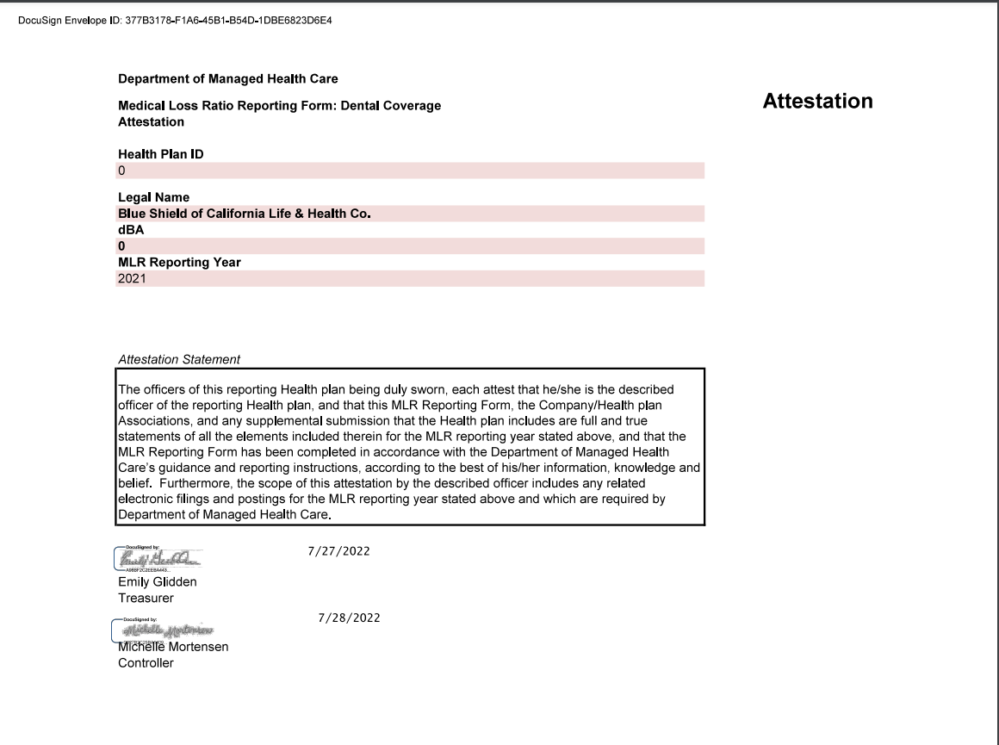 DocuSign Envelope ID: 377B3178-F1A6-45B1-B54D-1DBE6823D6E4
Department of Managed Health Care
Attestation
Medical Loss Ratio Reporting Form: Dental Coverage
Attestation
Health Plan ID
0
Legal Name
Blue Shield of California Life & Health Co.
dBA
0
MLR Reporting Year
2021
Attestation Statement
The officers of this reporting Health plan being duly sworn, each attest that he/she is the described
officer of the reporting Health plan, and that this MLR Reporting Form, the Company/Health plan
Associations, and any supplemental submission that the Health plan includes are full and true
statements of all the elements included therein for the MLR reporting year stated above, and that the
MLR Reporting Form has been completed in accordance with the Department of Managed Health
Care's guidance and reporting instructions, according to the best of his/her information, knowledge and
belief.  Furthermore, the scope of this attestation by the described officer includes any related
electronic filings and postings for the MLR reporting year stated above and which are required by
Department of Managed Health Care.
DocuSigned by:
7/27/2022
Emily Glidden
Treasurer
DocuSigned by:
7/28/2022
Michelle Mortensen
Michelle Mortensen
Controller